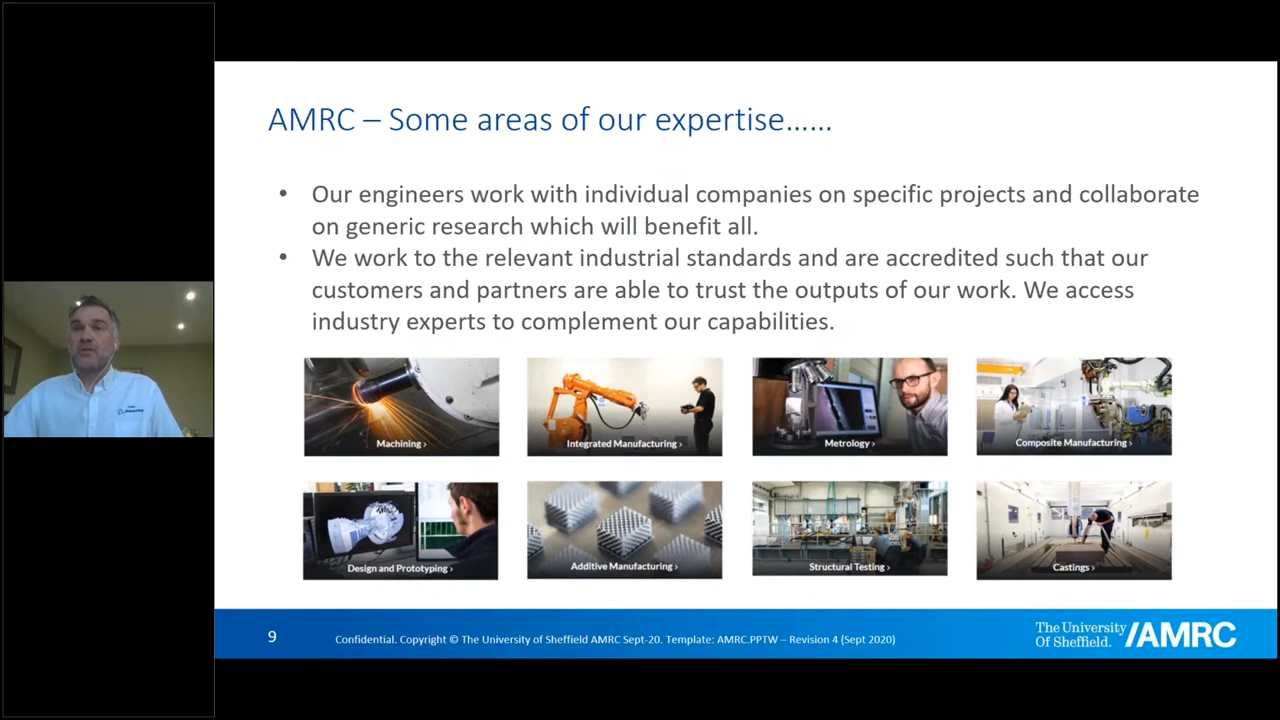 AMRC – Some areas of our expertise......
• Our engineers work with individual companies on specific projects and collaborate
on generic research which will benefit all.
• We work to the relevant industrial standards and are accredited such that our
customers and partners are able to trust the outputs of our work. We access
industry experts to complement our capabilities.
Machining ›
Integrated Manufacturing ›
Metrology ›
Composite Manufacturing ›
Design and Prototyping ›
Additive Manufacturing ›
Structural Testing ›
Castings ›
9
Confidential. Copyright © The University of Sheffield AMRC Sept-20. Template: AMRC.PPTW – Revision 4 (Sept 2020)
The University
Of Sheffield.
/AMRC